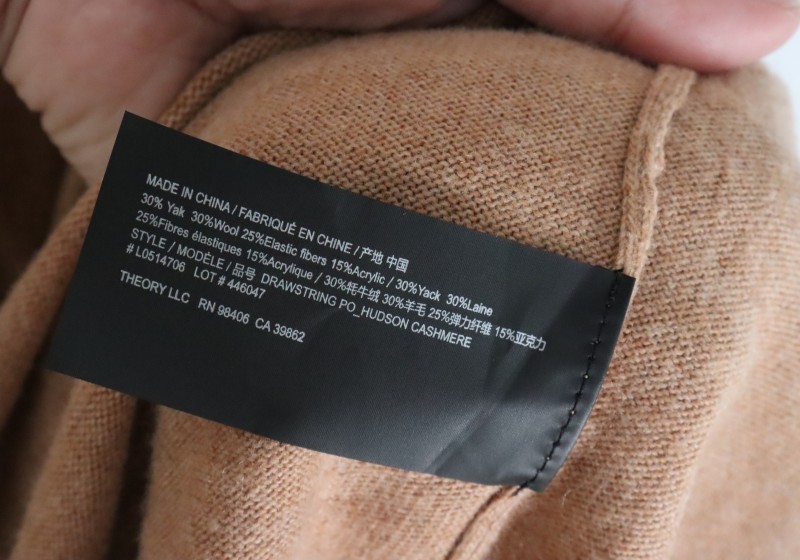 MADE IN CHINA / FABRIQUÉ EN CHINE / 产地 中国
30% Yak 30%Wool 25%Elastic fibers 15%Acrylic / 30%Yack 30%Laine
25%Fibres élastiques 15%Acrylique / 30%牦牛绒 30%羊毛 25%弹力纤维 15%亚克力
STYLE / MODÈLE / 品号 DRAWSTRING PO_HUDSON CASHMERE
# L0514706 LOT # 446047
THEORY LLC RN 98406 CA 39862